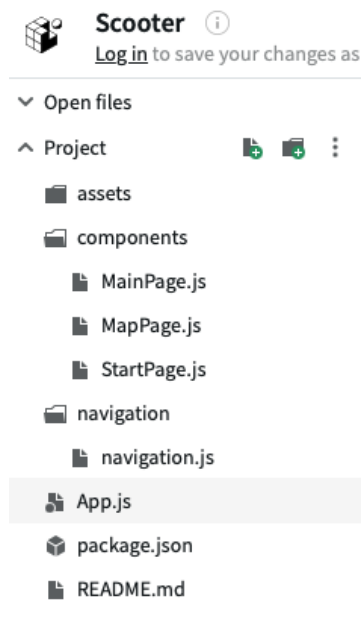 Scooter
Log in to save your changes as
Open files
Project
assets
components
MainPage.js
MapPage.js
StartPage.js
navigation
navigation.js
App.js
package.json
README.md